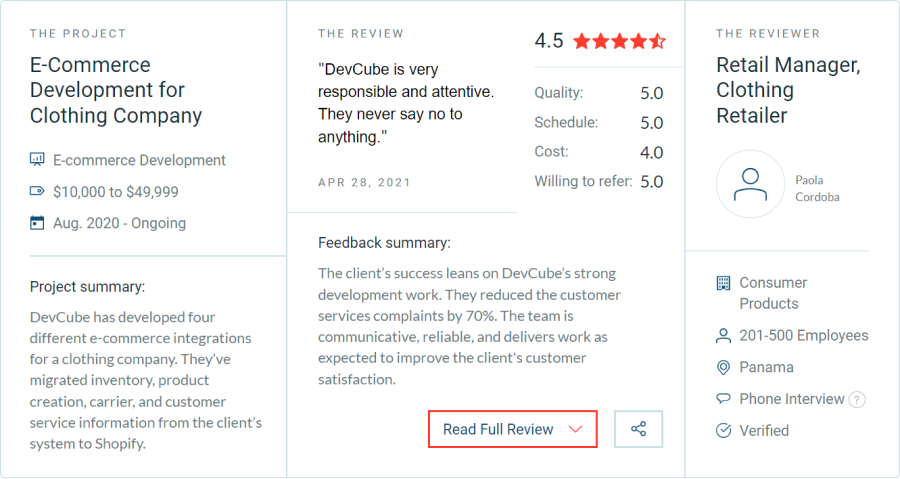 THE PROJECT
E-Commerce
Development for
Clothing Company
E-commerce Development
$10,000 to $49,999
Aug. 2020 - Ongoing
Project summary:
DevCube has developed four
different e-commerce integrations
for a clothing company. They've
migrated inventory, product
creation, carrier, and customer
service information from the client's
system to Shopify.
THE REVIEW
"DevCube is very
responsible and attentive.
They never say no to
anything."
APR 28, 2021
4.5
Quality: 5.0
Schedule: 5.0
Cost: 4.0
Willing to refer: 5.0
Feedback summary:
The client's success leans on DevCube's strong
development work. They reduced the customer
services complaints by 70%. The team is
communicative, reliable, and delivers work as
expected to improve the client's customer
satisfaction.
Read Full Review
THE REVIEWER
Retail Manager,
Clothing
Retailer
Paola
Cordoba
Consumer
Products
201-500 Employees
Panama
Phone Interview ?
Verified